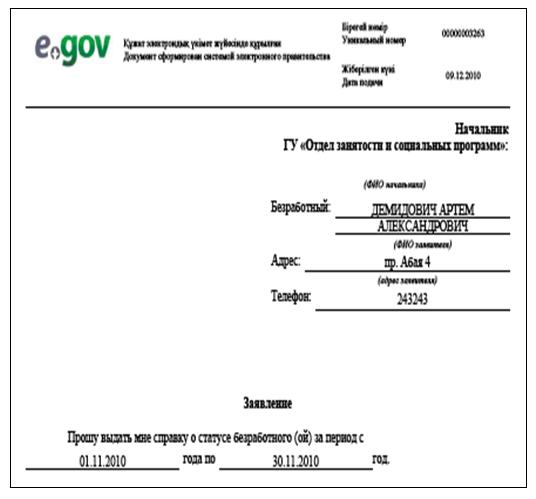 e.gov
Құжат электрондық үкімет жүйесінде құрылған
Документ сформирован системой электронного правительства
Бірегей нөмір
Уникальный номер
00000003263
Жіберілген күні
Дата подачи
09.12.2010
Начальник
ГУ «Отдел занятости и социальных программ»:
(ФИО начальника)
Безработный: ДЕМИДОВИЧ АРТЕМ
АЛЕКСАНДРОВИЧ
(ФИО заявителя)
Адрес: пр. Абая 4
(адрес заявителя)
Телефон: 243243
Заявление
Прошу выдать мне справку о статусе безработного (ой) за период с
01.11.2010 года по 30.11.2010 год.